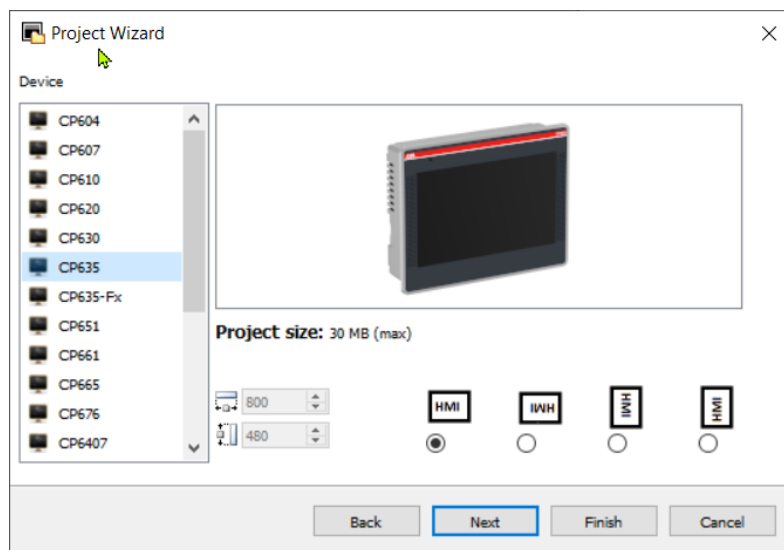 Project Wizard
Device
CP604
CP607
CP610
CP620
CP630
CP635
CP635-Fx
CP651
CP661
CP665
CP676
CP6407
Project size: 30 MB (max)
800
480
HMI HMI HMI HMI
Back Next Finish Cancel